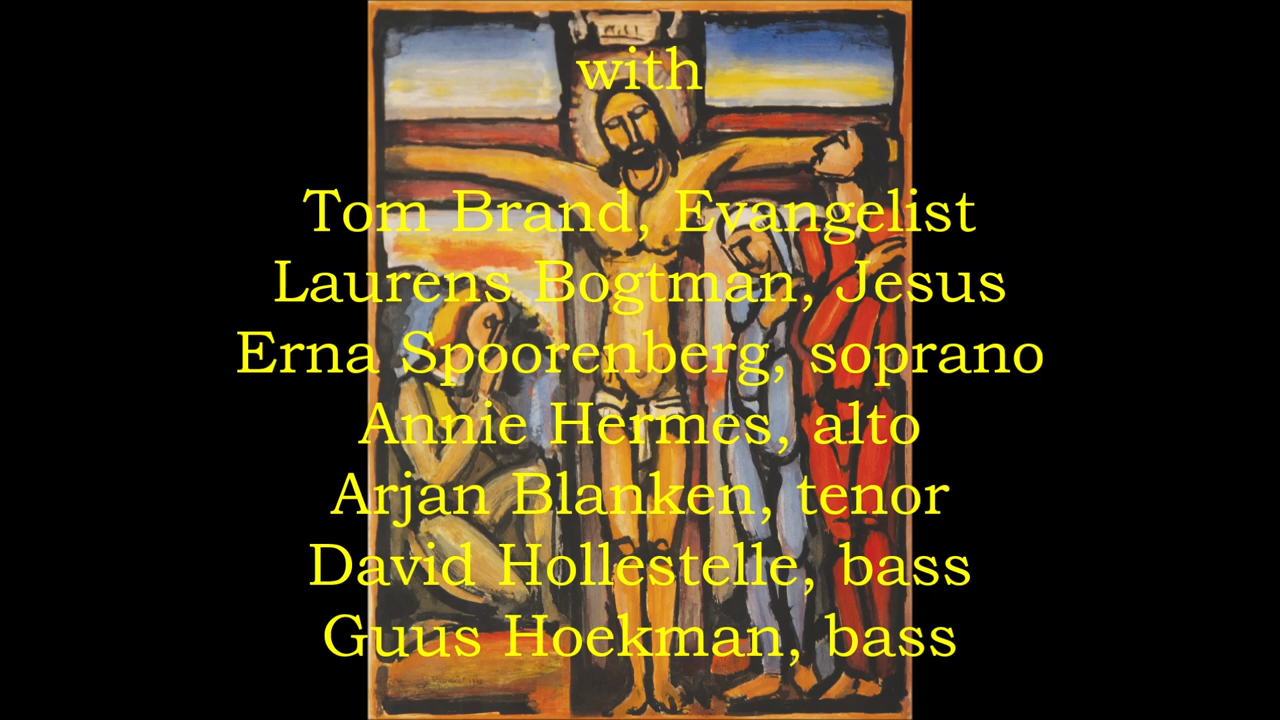 with
Tom Brand, Evangelist
Laurens Bogtman, Jesus
Erna Spoorenberg, soprano
Annie Hermes, alto
Arjan Blanken, tenor
David Hollestelle, bass
Guus Hoekman, bass